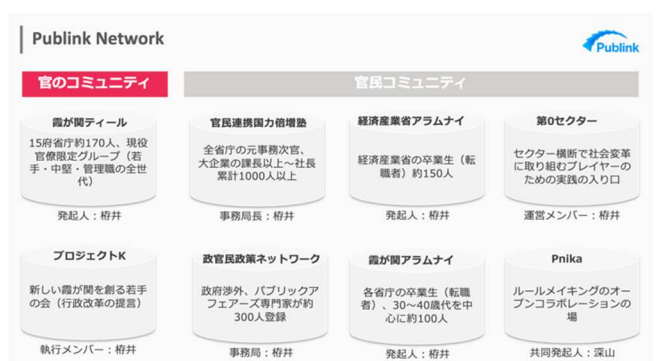 Publink Network
Publink
官のコミュニティ
官民コミュニティ
霞が関ティール
15府省庁約170人、現役
官僚限定グループ（若
手・中堅・管理職の全世
代）
発起人：栫井
官民連携国力倍増塾
全省庁の元事務次官、
大企業の課長以上～社長
累計1000人以上
事務局長：栫井
経済産業省アラムナイ
経済産業省の卒業生（転
職者）約150人
発起人：栫井
第0セクター
セクター横断で社会変革
に取り組むプレイヤーの
ための実践の入り口
運営メンバー：栫井
プロジェクトK
新しい霞が関を創る若手
の会（行政改革の提言）
執行メンバー：栫井
政官民政策ネットワーク
政府渉外、パブリックア
フェアーズ専門家が約
300人登録
事務局：栫井
霞が関アラムナイ
各省庁の卒業生（転職
者）、30～40歳代を中
心に約100人
発起人：栫井
Pnika
ルールメイキングのオー
プンコラボレーションの
場
共同発起人：深山